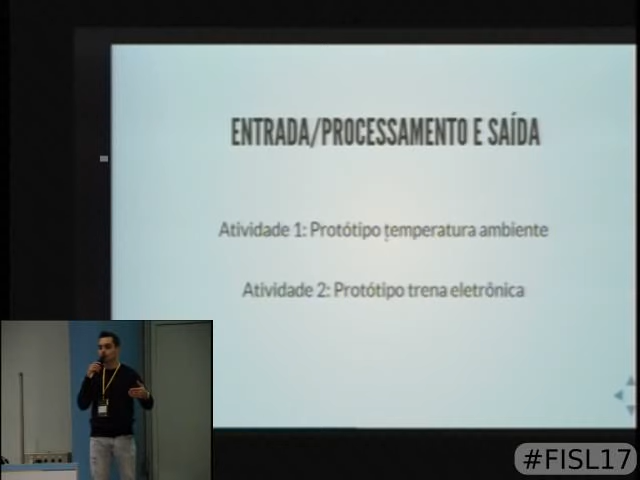 ENTRADA/PROCESSAMENTO E SAÍDA
Atividade 1: Protótipo temperatura ambiente
Atividade 2: Protótipo trena eletrônica
#FISL17